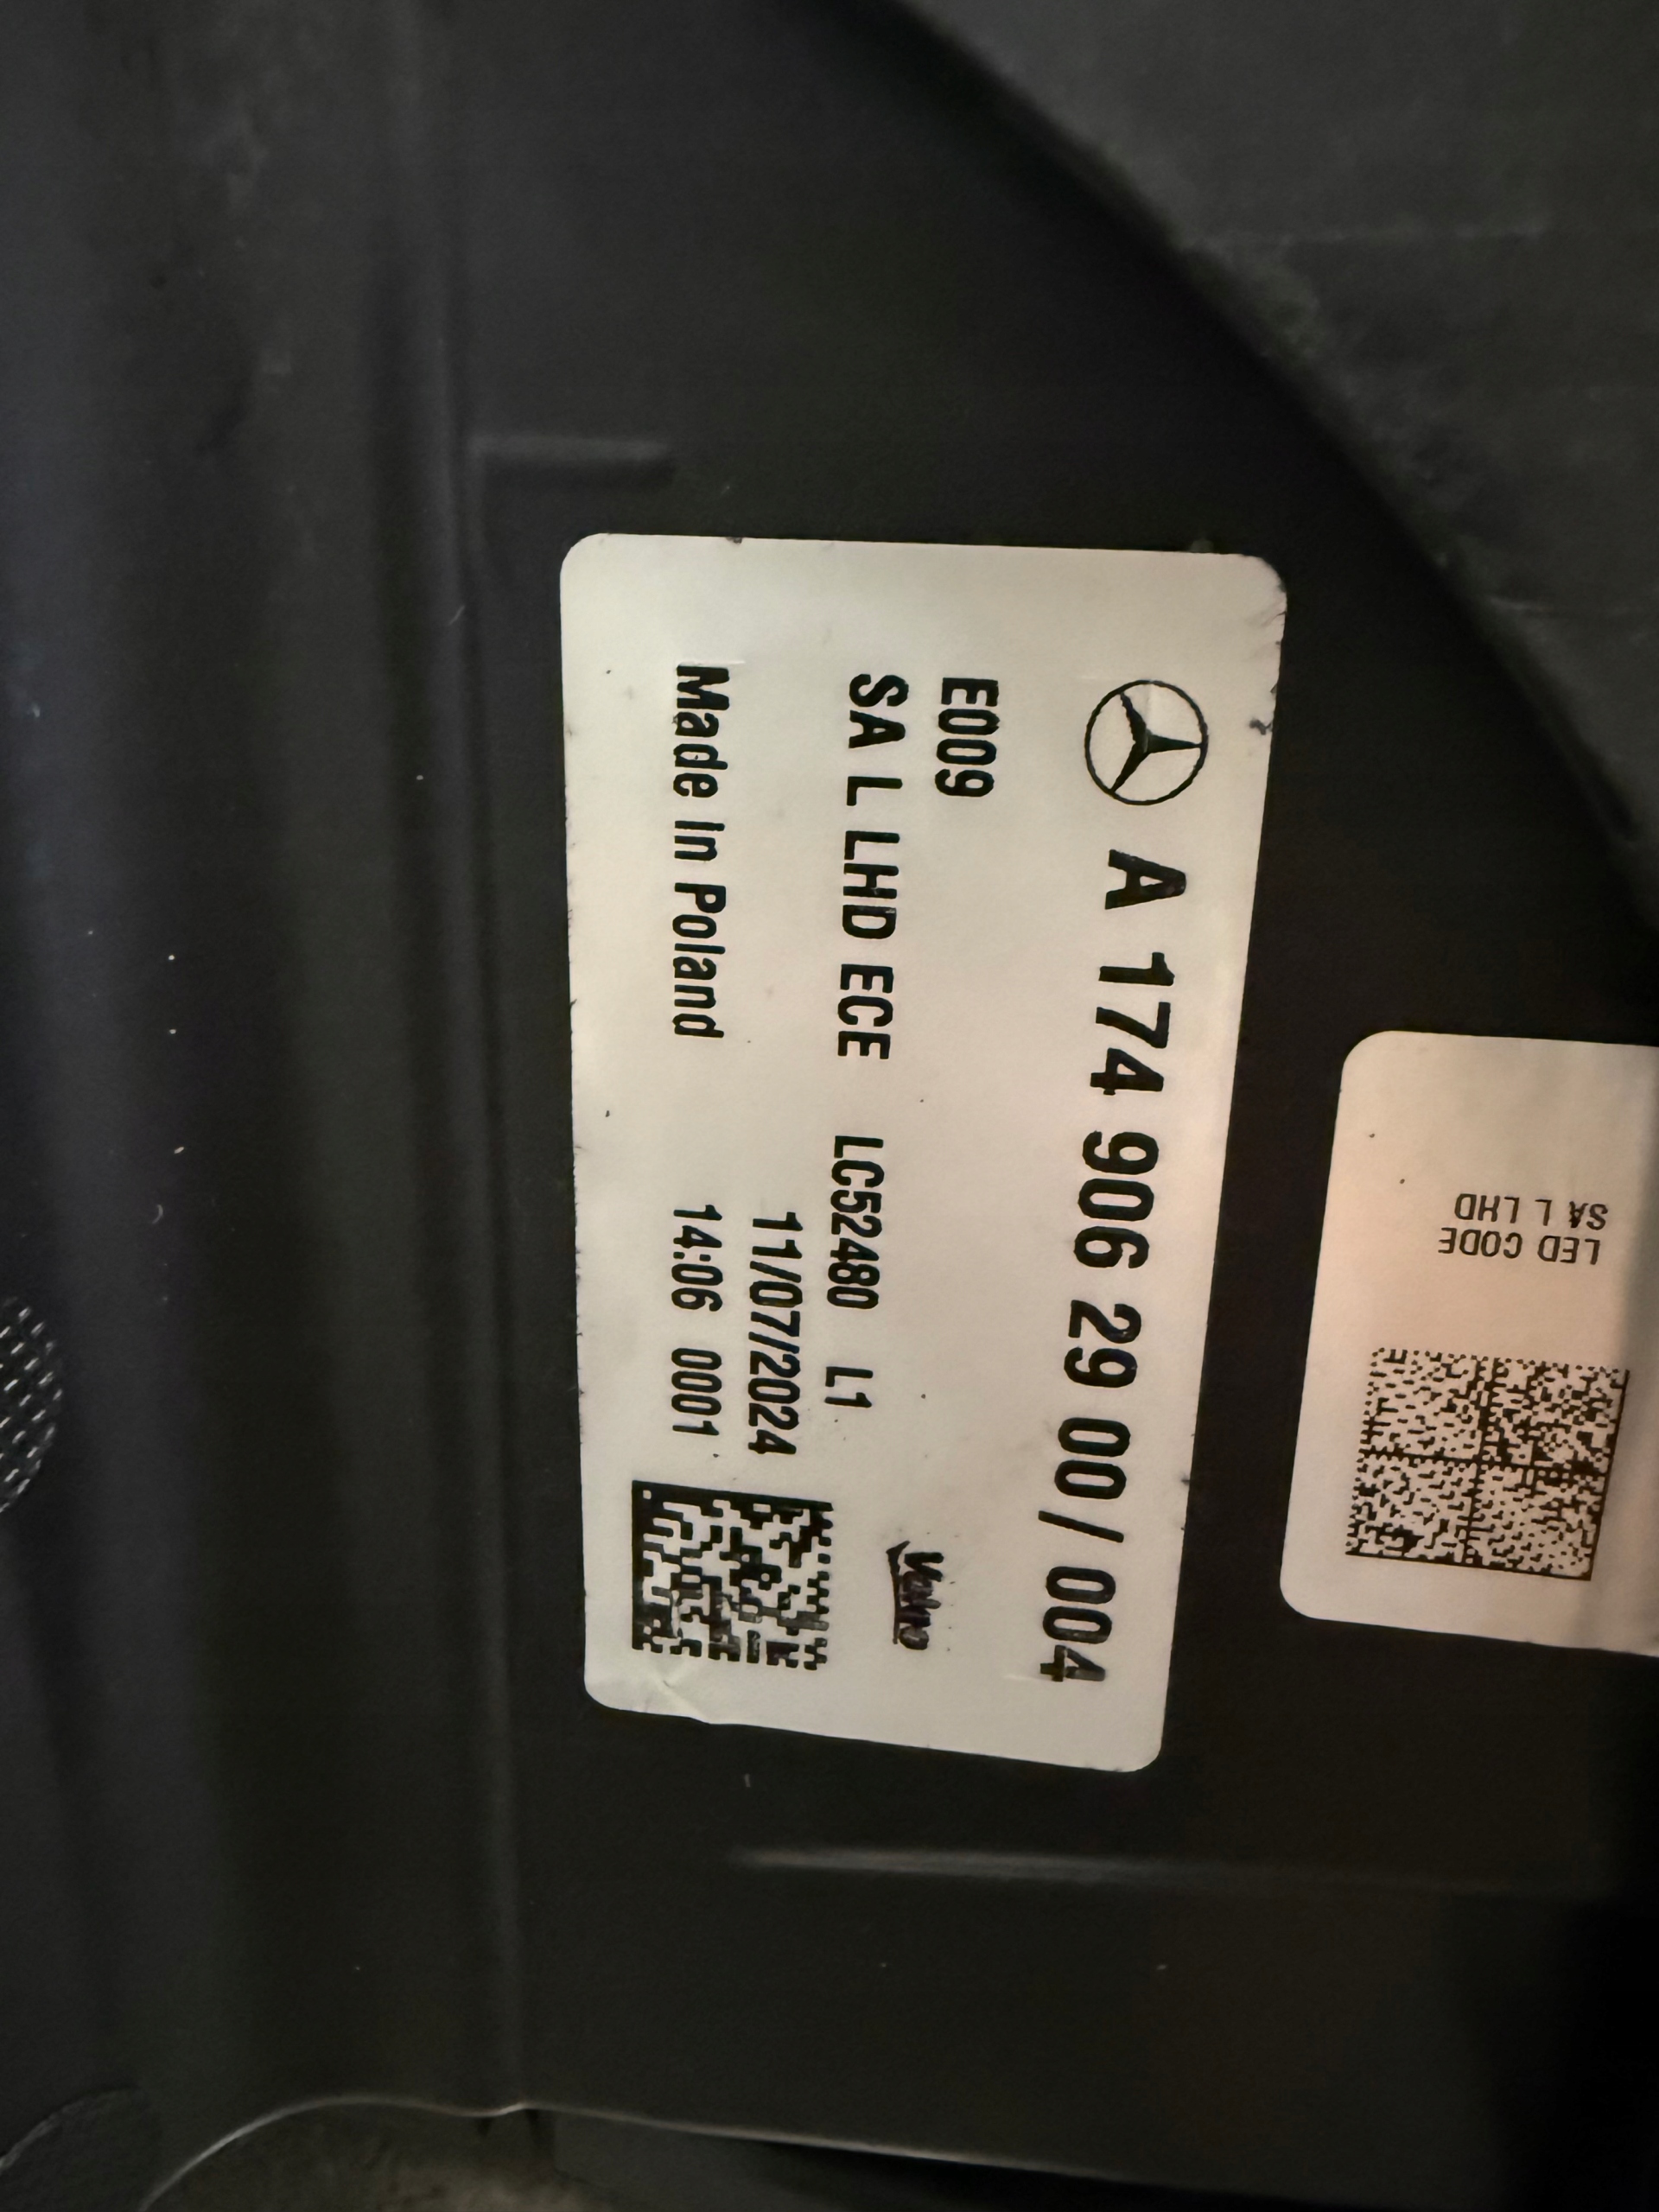 A 174 906 29 00 / 004
E009
Valeo
SA L LHD ECE LC52480 L1
11/07/2024
Made In Poland 14:06 0001
LED CODE
SA L LHD